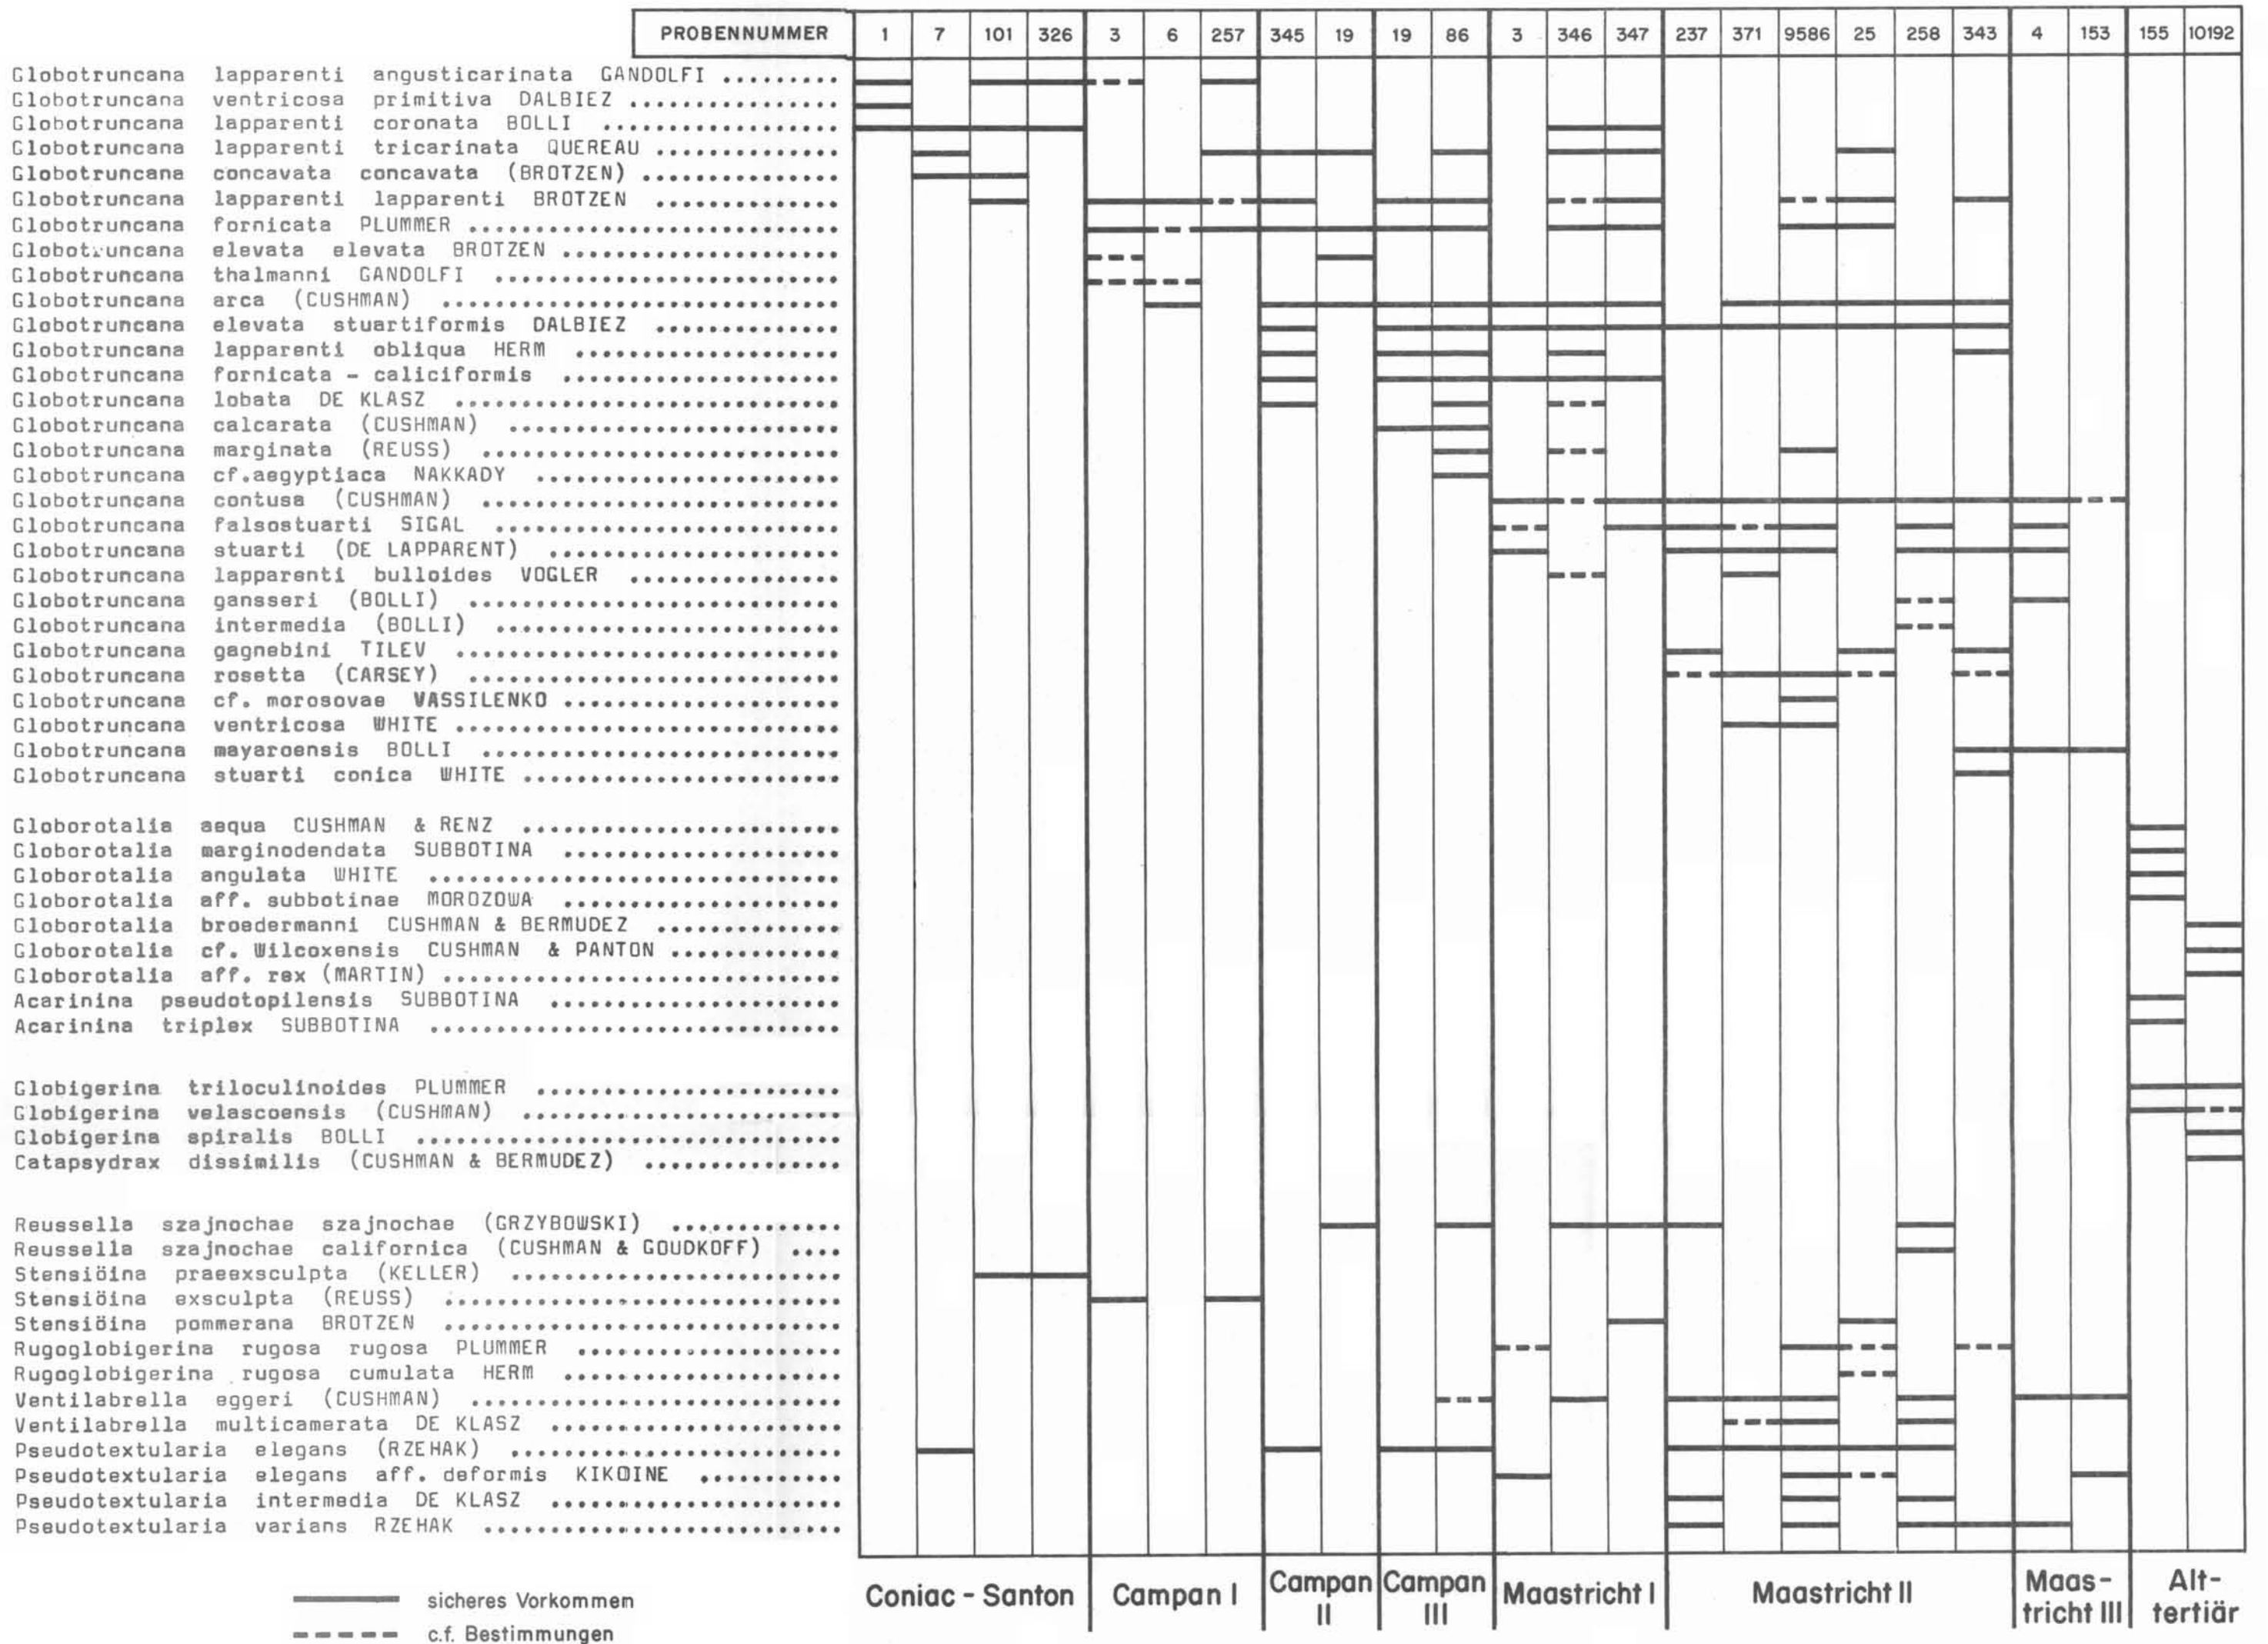 PROBENNUMMER 1 7 101 326 3 6 257 345 19 19 86 3 346 347 237 371 9586 25 258 343 4 153 155 10192
Globotruncana lapparenti angusticarinata GANDOLFI .........
Globotruncana ventricosa primitiva DALBIEZ ................
Globotruncana lapparenti coronata BOLLI ..................
Globotruncana lapparenti tricarinata QUEREAU ..............
Globotruncana concavata concavata (BROTZEN) ...............
Globotruncana lapparenti lapparenti BROTZEN ..............
Globotruncana fornicata PLUMMER ............................
Globotruncana elevata elevata BROTZEN .....................
Globotruncana thalmanni GANDOLFI ..........................
Globotruncana arca (CUSHMAN) ..............................
Globotruncana elevata stuartiformis DALBIEZ ..............
Globotruncana lapparenti obliqua HERM ....................
Globotruncana fornicata - caliciformis .....................
Globotruncana lobata DE KLASZ .............................
Globotruncana calcarata (CUSHMAN) .........................
Globotruncana marginata (REUSS) ...........................
Globotruncana cf.aegyptiaca NAKKADY .......................
Globotruncana contusa (CUSHMAN) ...........................
Globotruncana falsostuarti SIGAL ..........................
Globotruncana stuarti (DE LAPPARENT) ......................
Globotruncana lapparenti bulloides VOGLER ................
Globotruncana gansseri (BOLLI) ............................
Globotruncana intermedia (BOLLI) ..........................
Globotruncana gagnebini TILEV .............................
Globotruncana rosetta (CARSEY) ............................
Globotruncana cf. morosovae VASSILENKO .....................
Globotruncana ventricosa WHITE .............................
Globotruncana mayaroensis BOLLI ...........................
Globotruncana stuarti conica WHITE ........................
Globorotalia aequa CUSHMAN & RENZ ........................
Globorotalia marginodendata SUBBOTINA .....................
Globorotalia angulata WHITE ...............................
Globorotalia aff. subbotinae MOROZOWA .....................
Globorotalia broedermanni CUSHMAN & BERMUDEZ ..............
Globorotalia cf. Wilcoxensis CUSHMAN & PANTON .............
Globorotalia aff. rex (MARTIN) ..............................
Acarinina pseudotopilensis SUBBOTINA ......................
Acarinina triplex SUBBOTINA ...............................
Globigerina triloculinoides PLUMMER .......................
Globigerina velascoensis (CUSHMAN) ........................
Globigerina spiralis BOLLI ................................
Catapsydrax dissimilis (CUSHMAN & BERMUDEZ) ...............
Reussella szajnochae szajnochae (GRZYBOWSKI) .............
Reussella szajnochae californica (CUSHMAN & GOUDKOFF) ....
Stensiöina praeexsculpta (KELLER) .........................
Stensiöina exsculpta (REUSS) ..............................
Stensiöina pommerana BROTZEN ..............................
Rugoglobigerina rugosa rugosa PLUMMER ....................
Rugoglobigerina rugosa cumulata HERM .....................
Ventilabrella eggeri (CUSHMAN) ............................
Ventilabrella multicamerata DE KLASZ ......................
Pseudotextularia elegans (RZEHAK) .........................
Pseudotextularia elegans aff. deformis KIKOINE ...........
Pseudotextularia intermedia DE KLASZ ......................
Pseudotextularia varians RZEHAK ...........................
Coniac - Santon Campan I Campan II Campan III Maastricht I Maastricht II Maas- tricht III Alt- tertiär
sicheres Vorkommen
c.f. Bestimmungen